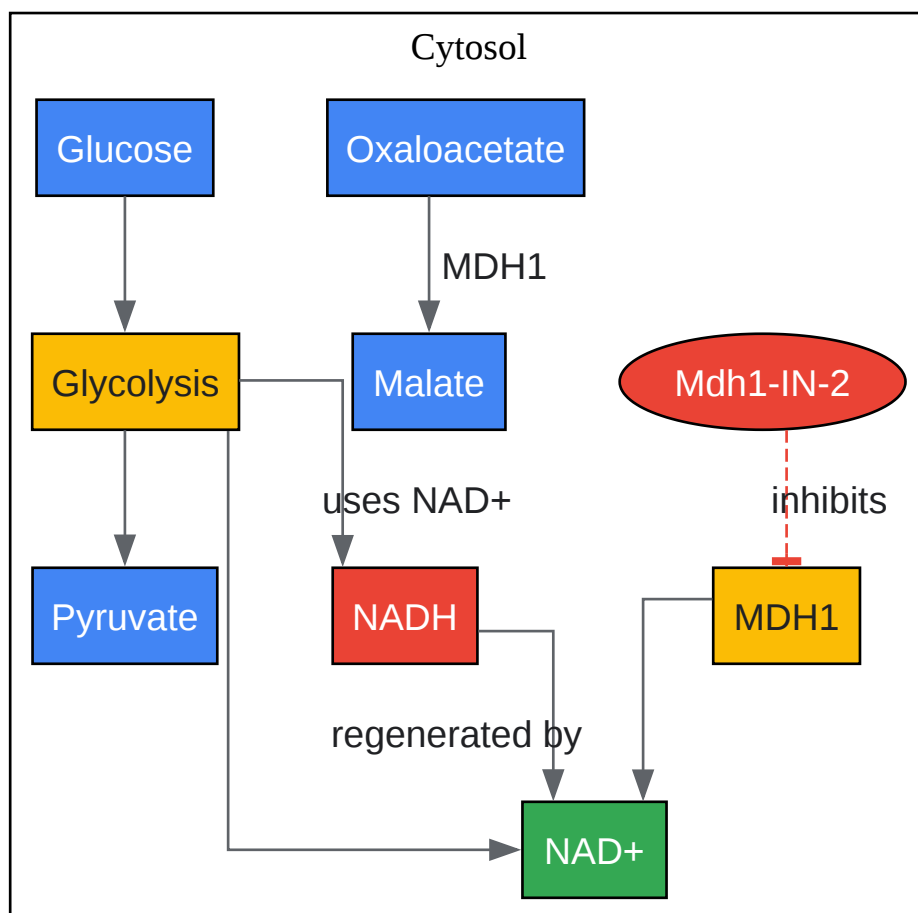 Cytosol
Glucose
Oxaloacetate
MDH1
Glycolysis
Malate
Mdh1-IN-2
uses NAD+
inhibits
Pyruvate
NADH
MDH1
regenerated by
NAD+